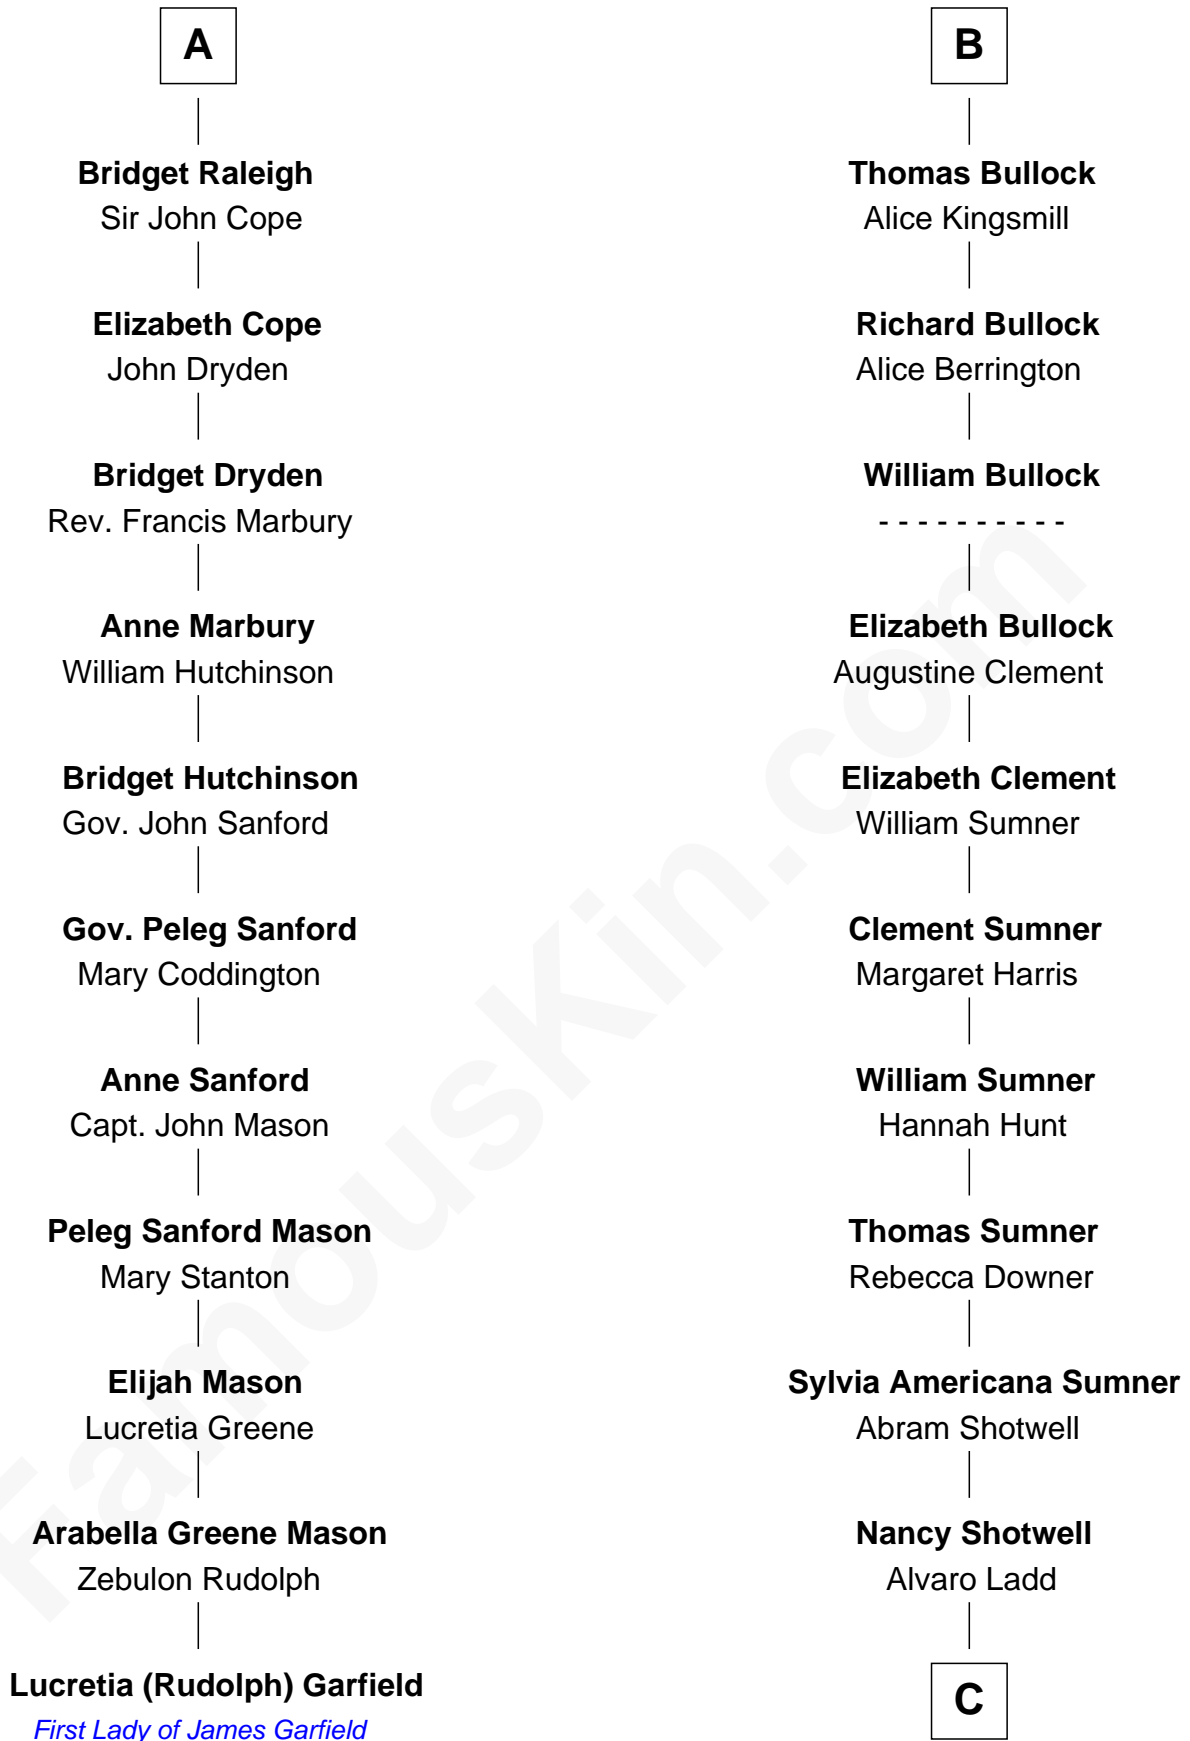 A
Bridget Raleigh
Sir John Cope
Elizabeth Cope
John Dryden
Bridget Dryden
Rev. Francis Marbury
Anne Marbury
William Hutchinson
Bridget Hutchinson
Gov. John Sanford
Gov. Peleg Sanford
Mary Coddington
Anne Sanford
Capt. John Mason
Peleg Sanford Mason
Mary Stanton
Elijah Mason
Lucretia Greene
Arabella Greene Mason
Zebulon Rudolph
Lucretia (Rudolph) Garfield
First Lady of James Garfield
B
Thomas Bullock
Alice Kingsmill
Richard Bullock
Alice Berrington
William Bullock
- - - - - - - - - -
Elizabeth Bullock
Augustine Clement
Elizabeth Clement
William Sumner
Clement Sumner
Margaret Harris
William Sumner
Hannah Hunt
Thomas Sumner
Rebecca Downer
Sylvia Americana Sumner
Abram Shotwell
Nancy Shotwell
Alvaro Ladd
C
FamousKin.com